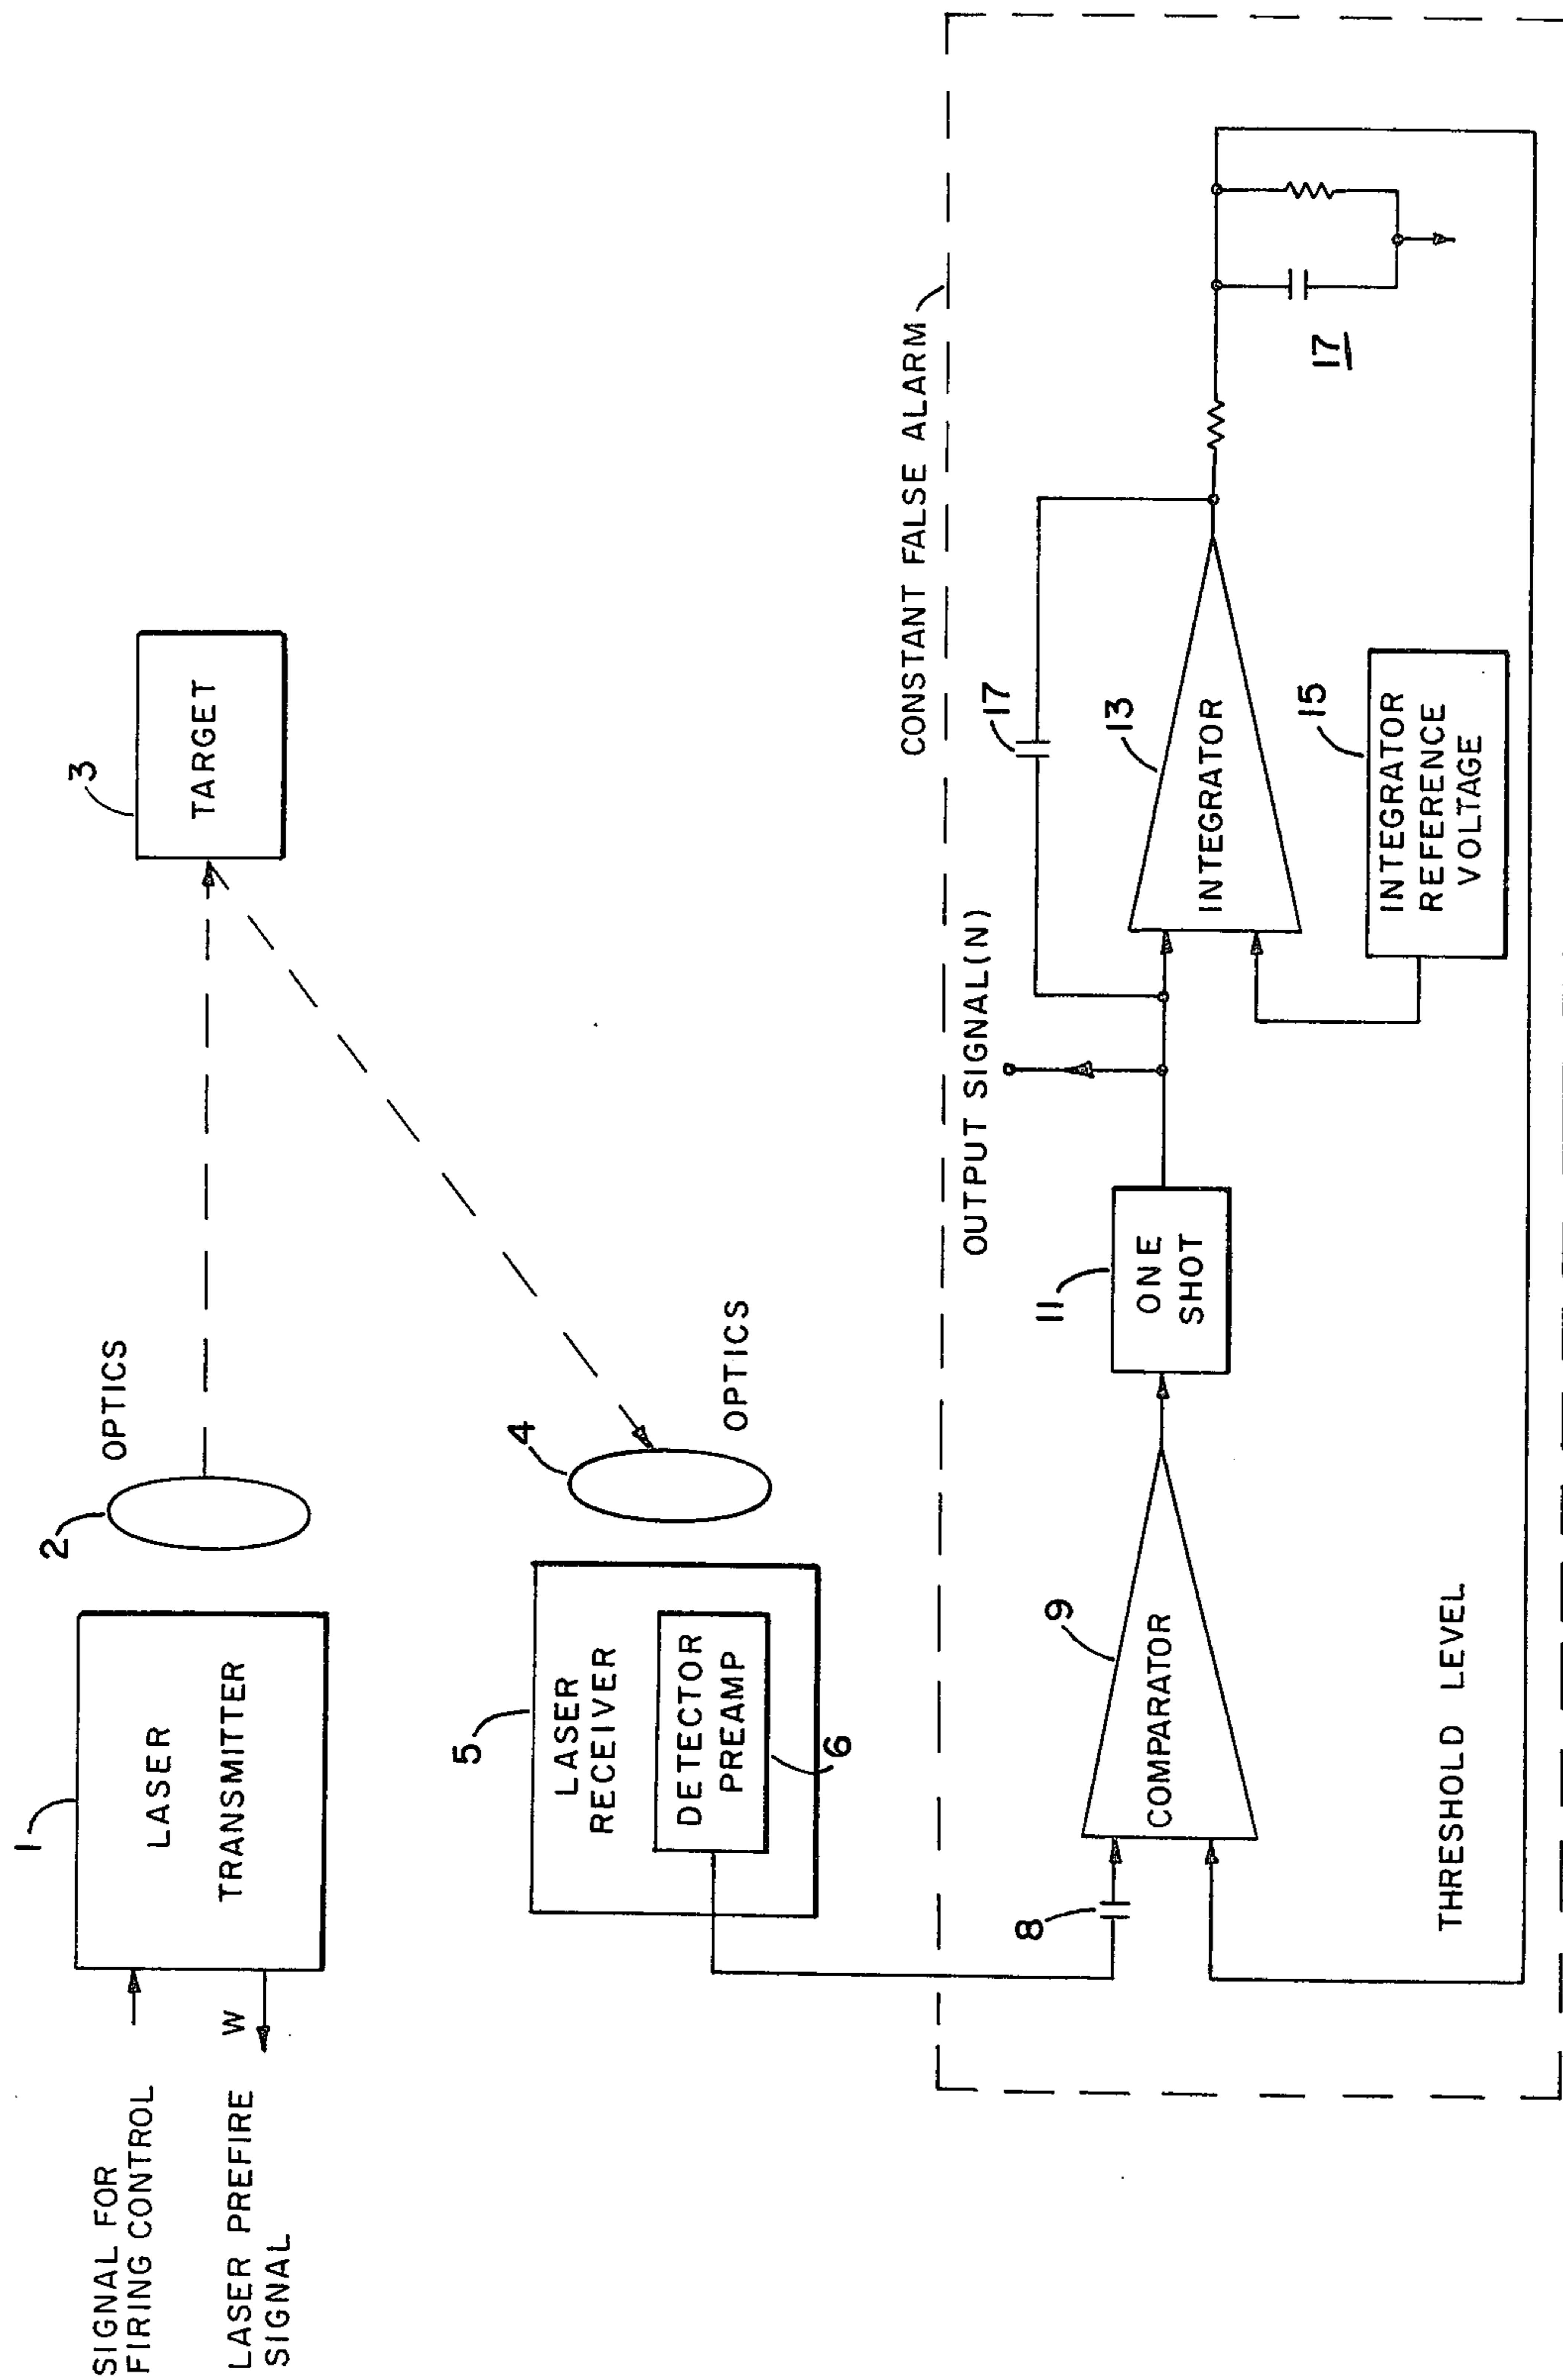 SIGNAL FOR
FIRING CONTROL
LASER PREFIRE
SIGNAL
W
1
LASER
TRANSMITTER
2
OPTICS
3
TARGET
4
OPTICS
5
LASER
RECEIVER
DETECTOR
PREAMP
6
CONSTANT FALSE ALARM
8
COMPARATOR
9
11
ONE
SHOT
OUTPUT SIGNAL(N)
17
13
INTEGRATOR
15
INTEGRATOR
REFERENCE
VOLTAGE
17
THRESHOLD LEVEL